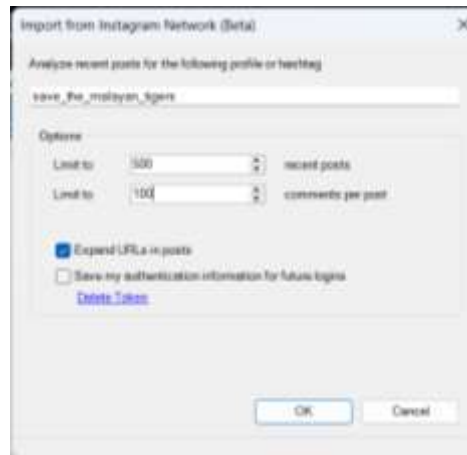 Import from Instagram Network (Beta)
Analyze recent posts for the following profile or hashtag
save_the_malayan_tigers
Options
Limit to 500 recent posts
Limit to 100 comments per post
Expand URLs in posts
Save my authentication information for future logins
Delete Token
OK Cancel